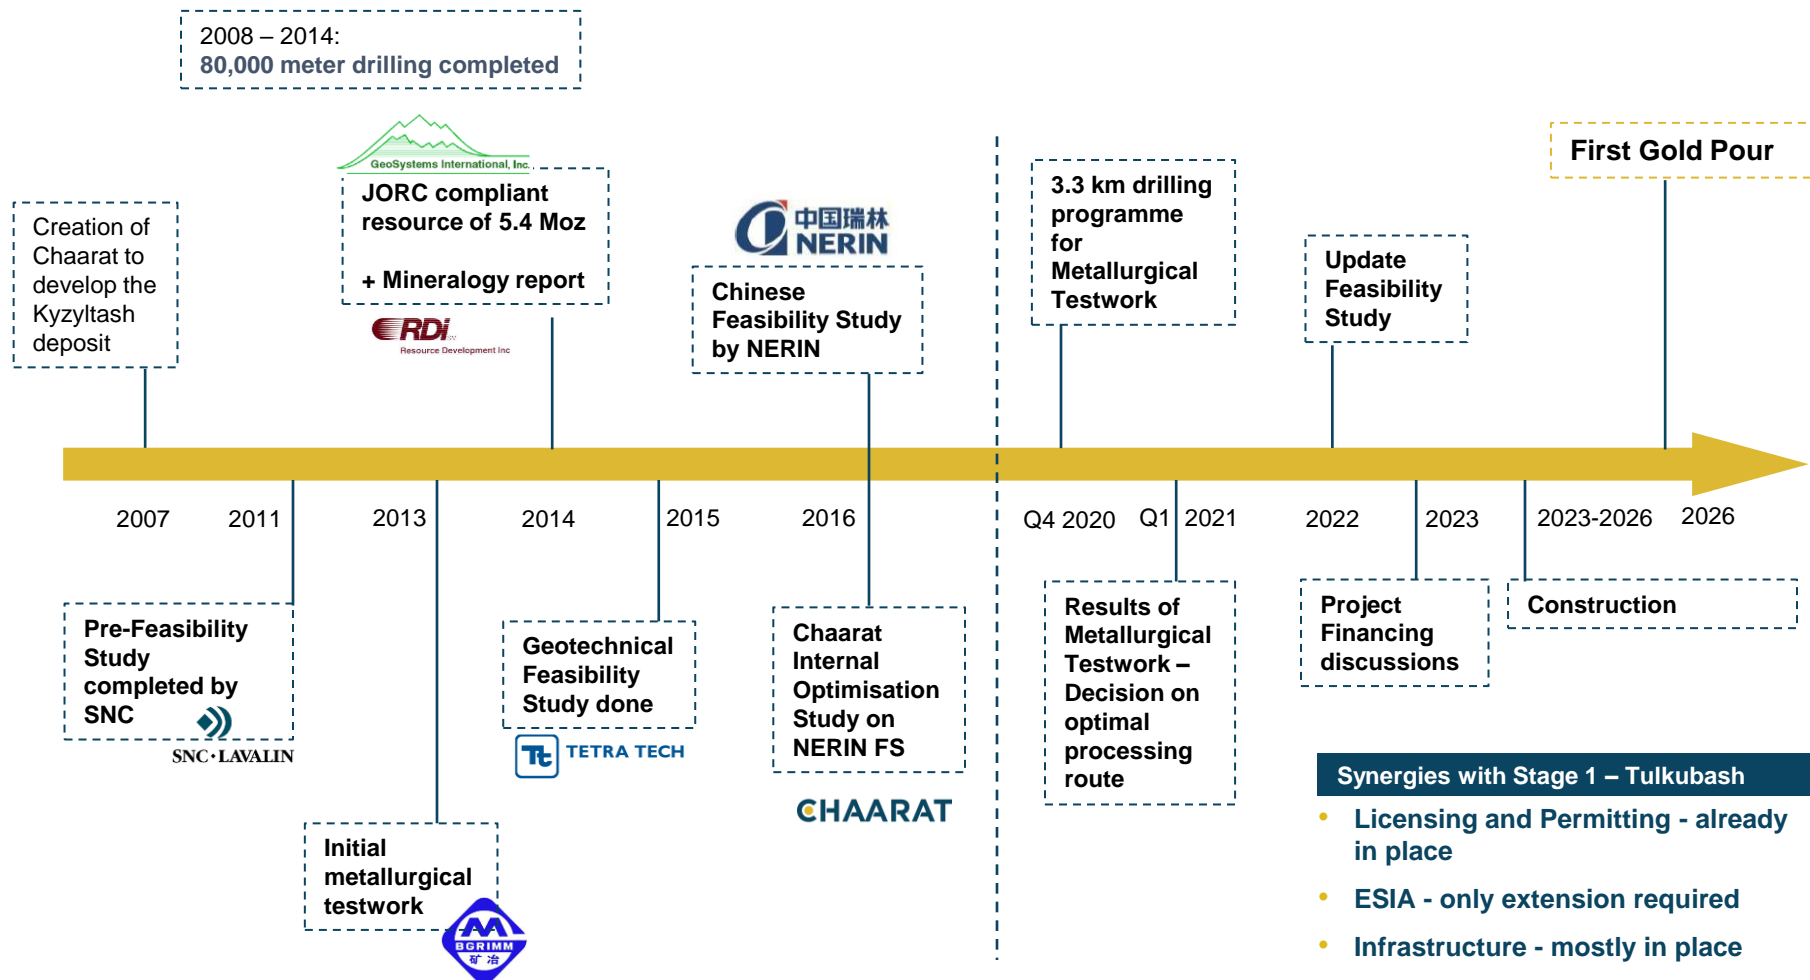 2008 – 2014:
80,000 meter drilling completed
GeoSystems International, Inc.
JORC compliant
resource of 5.4 Moz
+ Mineralogy report
RDi
Resource Development Inc
Creation of
Chaarat to
develop the
Kyzyltash
deposit
中国瑞林
NERIN
Chinese
Feasibility Study
by NERIN
3.3 km drilling
programme
for
Metallurgical
Testwork
Update
Feasibility
Study
First Gold Pour
2007
2011
2013
2014
2015
2016
Q4 2020
Q1 2021
2022
2023
2023-2026
2026
Pre-Feasibility
Study
completed by
SNC
SNC•LAVALIN
Initial
metallurgical
testwork
BGRIMM
矿冶
Geotechnical
Feasibility
Study done
Tt TETRA TECH
Chaarat
Internal
Optimisation
Study on
NERIN FS
CHAARAT
Results of
Metallurgical
Testwork –
Decision on
optimal
processing
route
Project
Financing
discussions
Construction
Synergies with Stage 1 – Tulkubash
• Licensing and Permitting - already
in place
• ESIA - only extension required
• Infrastructure - mostly in place